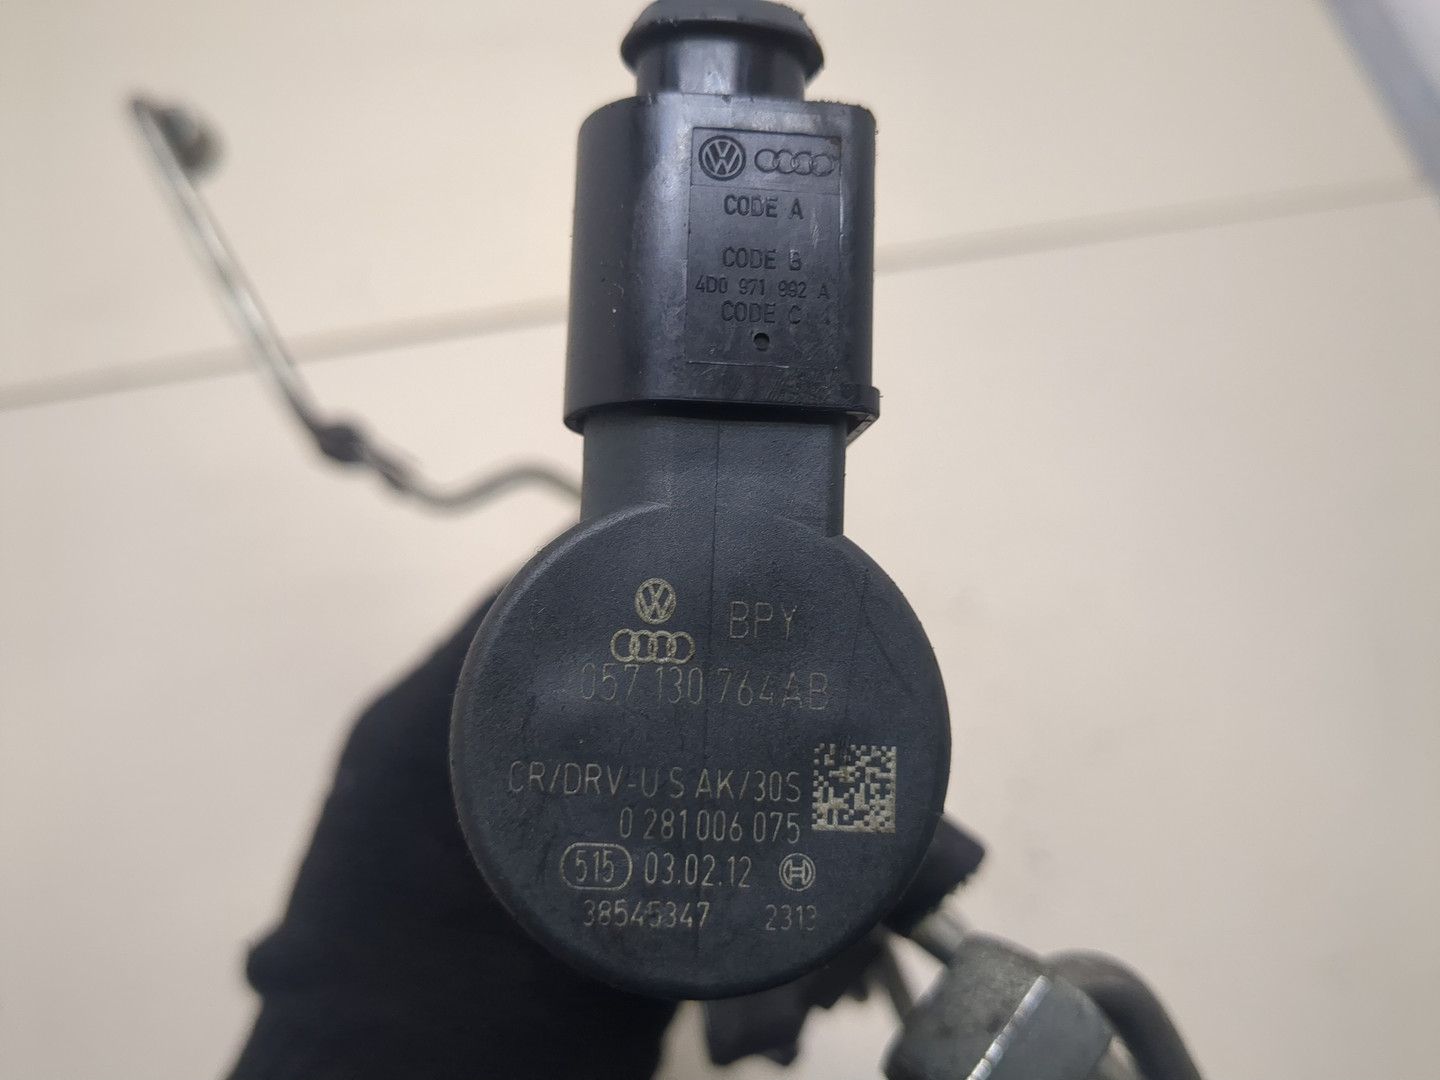 CODE A
CODE B
4D0 971 992 A
CODE C
BPY
057 130 764AB
CR/DRV-U S AK/30S
0 281 006 075
515 03.02.12
38545347 2313